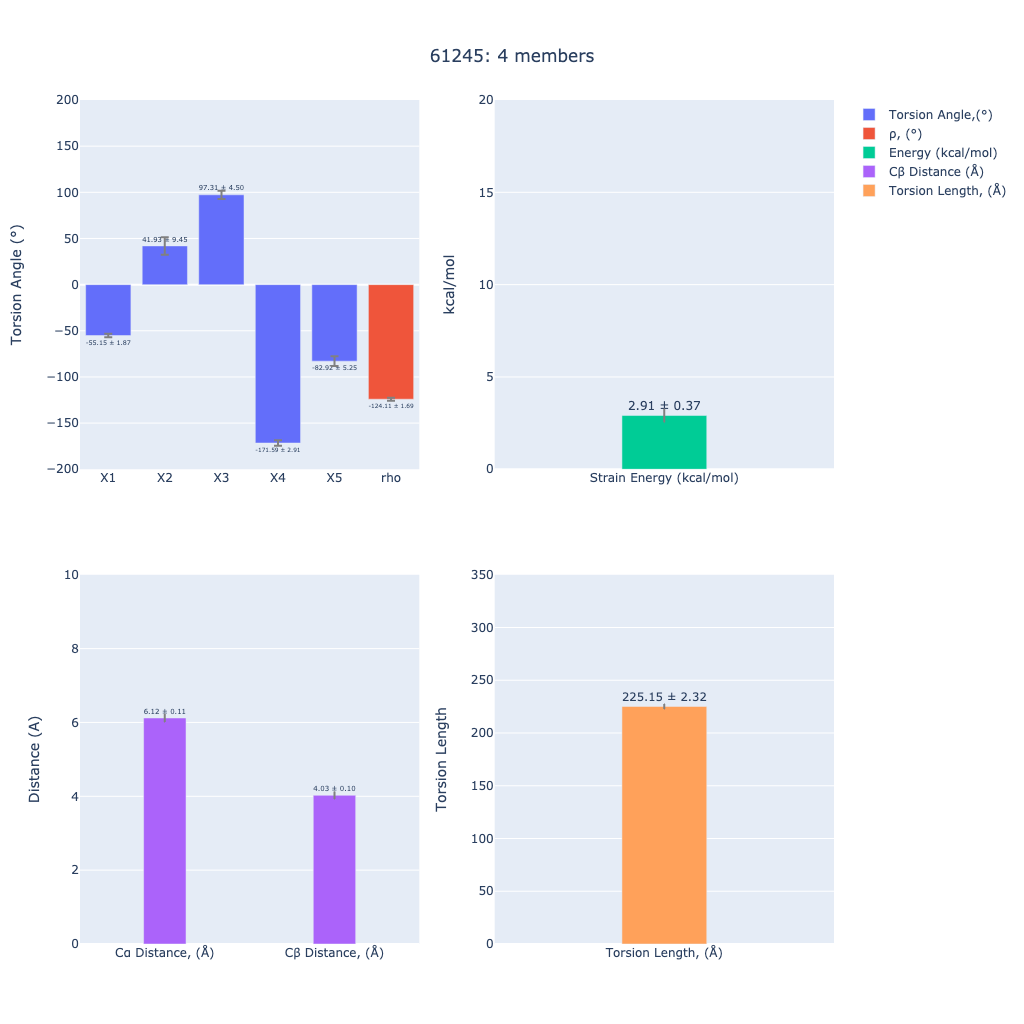 61245: 4 members
200
150
100
50
0
−50
−100
−150
−200
Torsion Angle (°)
-55.15 ± 1.87
41.93 ± 9.45
97.31 ± 4.50
-171.59 ± 2.91
-82.92 ± 5.25
-124.11 ± 1.69
X1 X2 X3 X4 X5 rho
20
15
10
5
0
kcal/mol
2.91 ± 0.37
Strain Energy (kcal/mol)
Torsion Angle,(°)
ρ, (°)
Energy (kcal/mol)
Cβ Distance (Å)
Torsion Length, (Å)
10
8
6
4
2
0
Distance (A)
6.12 ± 0.11
4.03 ± 0.10
Cα Distance, (Å) Cβ Distance, (Å)
350
300
250
200
150
100
50
0
Torsion Length
225.15 ± 2.32
Torsion Length, (Å)